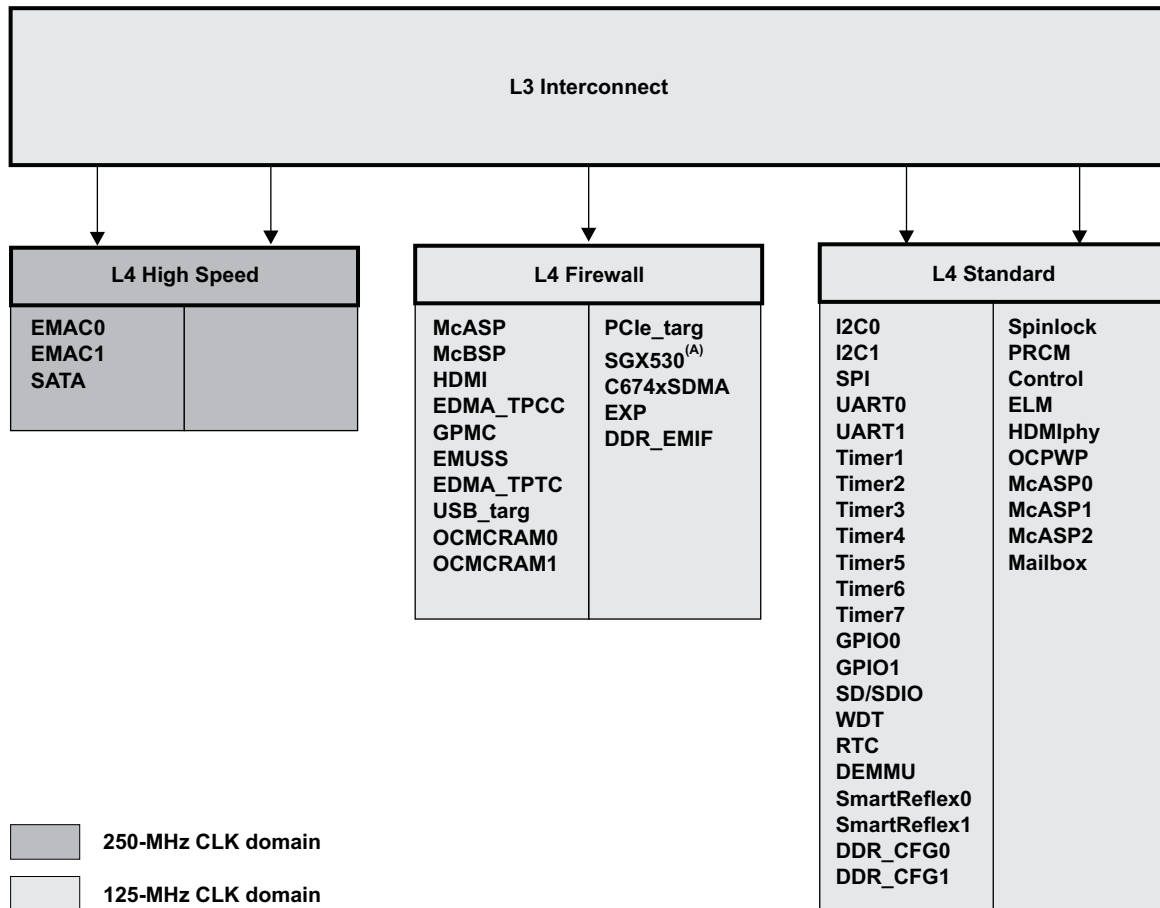 L3 Interconnect
L4 High Speed
EMAC0
EMAC1
SATA
L4 Firewall
McASP
McBSP
HDMI
EDMA_TPCC
GPMC
EMUSS
EDMA_TPTC
USB_targ
OCMCRAM0
OCMCRAM1
PCIe_targ
SGX530(A)
C674xSDMA
EXP
DDR_EMIF
L4 Standard
I2C0
I2C1
SPI
UART0
UART1
Timer1
Timer2
Timer3
Timer4
Timer5
Timer6
Timer7
GPIO0
GPIO1
SD/SDIO
WDT
RTC
DEMMU
SmartReflex0
SmartReflex1
DDR_CFG0
DDR_CFG1
Spinlock
PRCM
Control
ELM
HDMIphy
OCPWP
McASP0
McASP1
McASP2
Mailbox
250-MHz CLK domain
125-MHz CLK domain